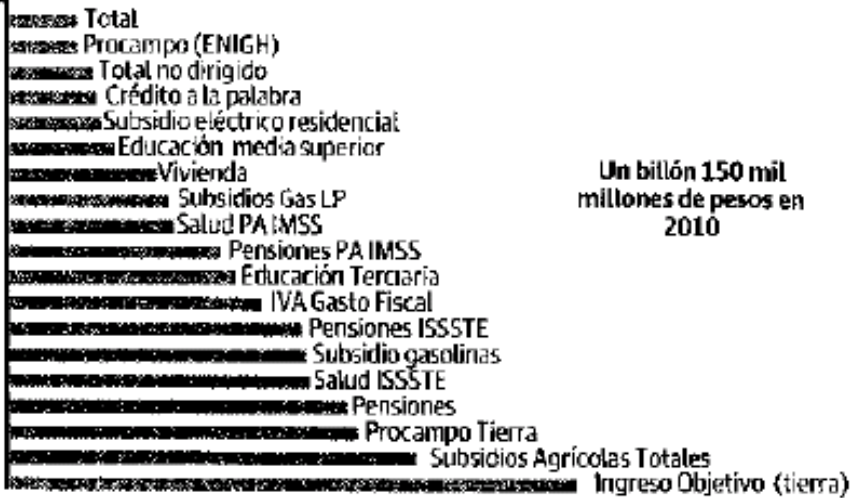 Total
Procampo (ENIGH)
Total no dirigido
Crédito a la palabra
Subsidio eléctrico residencial
Educación media superior
Vivienda
Subsidios Gas LP
Salud PA IMSS
Pensiones PA IMSS
Educación Terciaria
IVA Gasto Fiscal
Pensiones ISSSTE
Subsidio gasolinas
Salud ISSSTE
Pensiones
Procampo Tierra
Subsidios Agrícolas Totales
Ingreso Objetivo (tierra)
Un billón 150 mil
millones de pesos en
2010